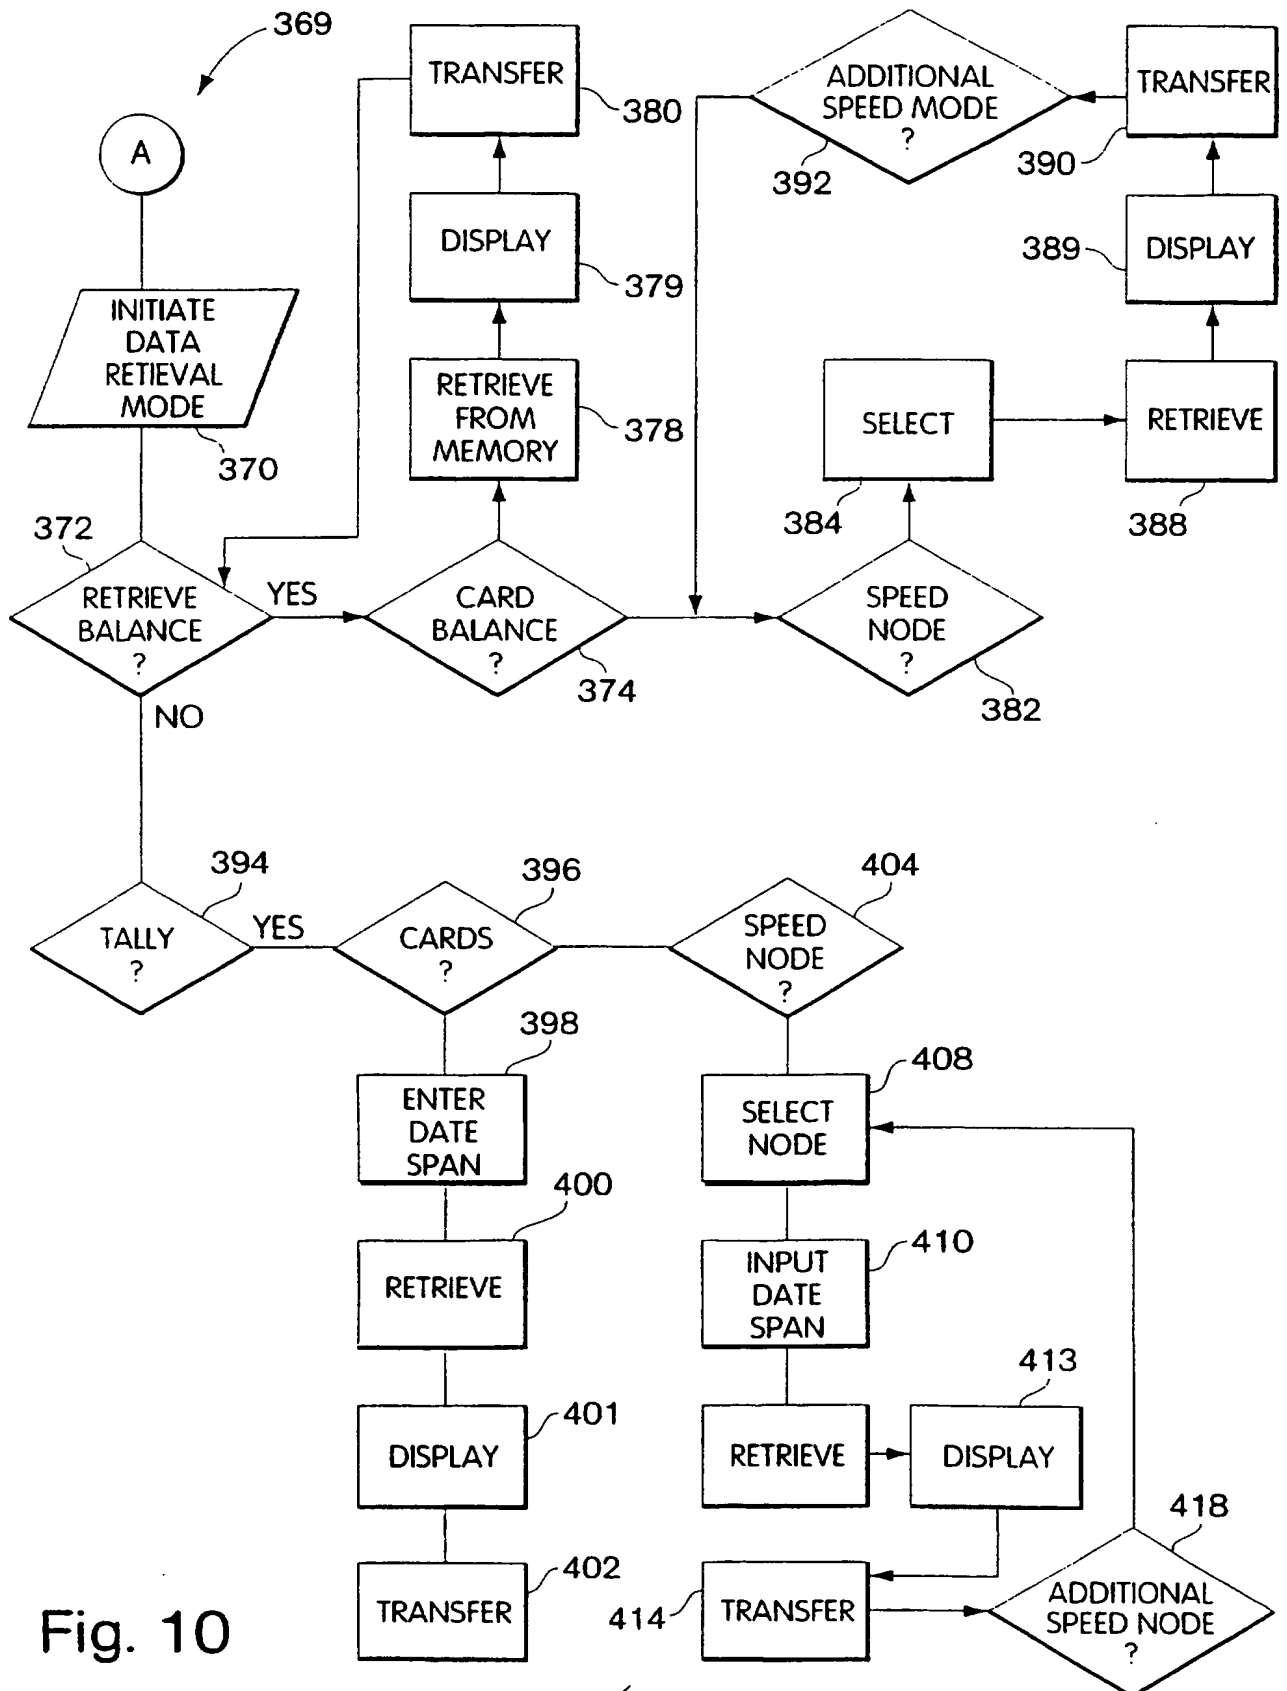 369
A
INITIATE
DATA
RETIEVAL
MODE
370
TRANSFER
380
DISPLAY
379
RETRIEVE
FROM
MEMORY
378
ADDITIONAL
SPEED MODE
?
392
TRANSFER
390
DISPLAY
389
RETRIEVE
388
SELECT
384
372
RETRIEVE
BALANCE
?
YES
NO
CARD
BALANCE
?
374
SPEED
NODE
?
382
394
TALLY
?
YES
396
CARDS
?
404
SPEED
NODE
?
398
ENTER
DATE
SPAN
400
RETRIEVE
401
DISPLAY
402
TRANSFER
408
SELECT
NODE
410
INPUT
DATE
SPAN
RETRIEVE
413
DISPLAY
414
TRANSFER
418
ADDITIONAL
SPEED NODE
?
Fig. 10